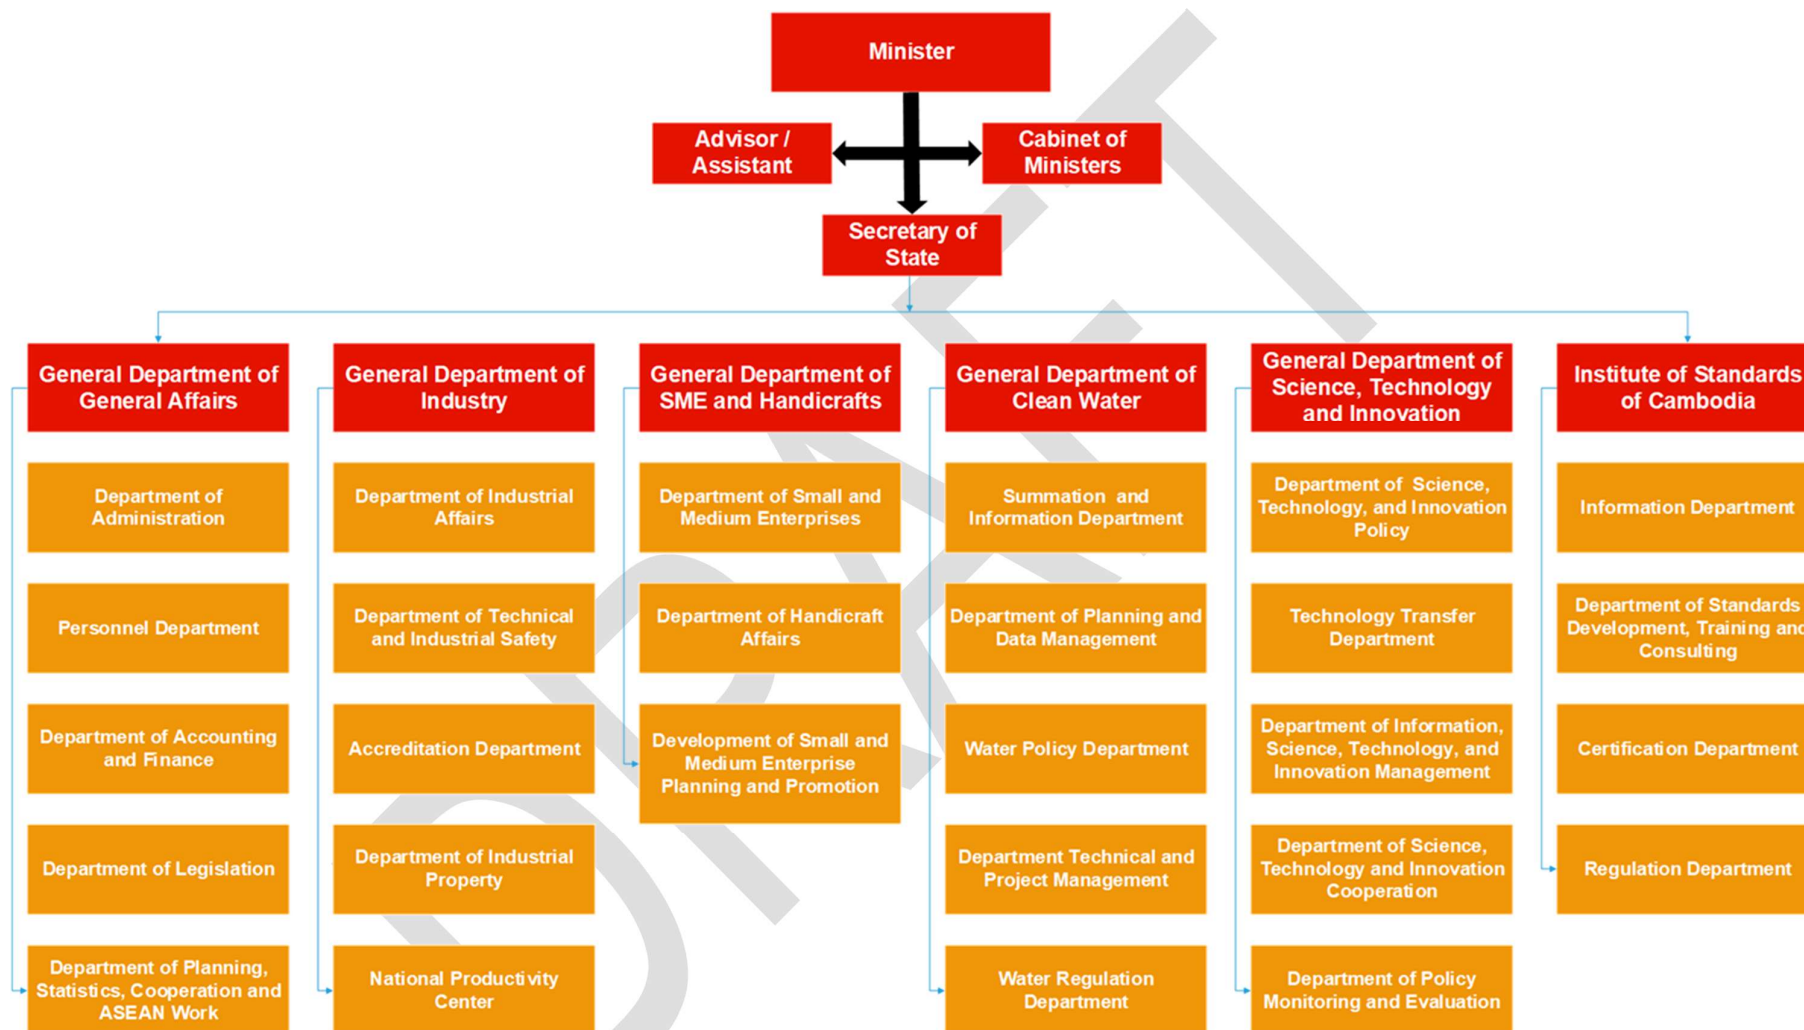 Minister
Advisor /
Assistant
Cabinet of
Ministers
Secretary of
State
General Department of
General Affairs
General Department of
Industry
General Department of
SME and Handicrafts
General Department of
Clean Water
General Department of
Science, Technology
and Innovation
Institute of Standards
of Cambodia
Department of
Administration
Department of Industrial
Affairs
Department of Small and
Medium Enterprises
Summation and
Information Department
Department of Science,
Technology, and Innovation
Policy
Information Department
Personnel Department
Department of Technical
and Industrial Safety
Department of Handicraft
Affairs
Department of Planning and
Data Management
Technology Transfer
Department
Department of Standards
Development, Training and
Consulting
Department of Accounting
and Finance
Accreditation Department
Development of Small and
Medium Enterprise
Planning and Promotion
Water Policy Department
Department of Information,
Science, Technology, and
Innovation Management
Certification Department
Department of Legislation
Department of Industrial
Property
Department Technical and
Project Management
Department of Science,
Technology and Innovation
Cooperation
Regulation Department
Department of Planning,
Statistics, Cooperation and
ASEAN Work
National Productivity
Center
Water Regulation
Department
Department of Policy
Monitoring and Evaluation
DRAFT